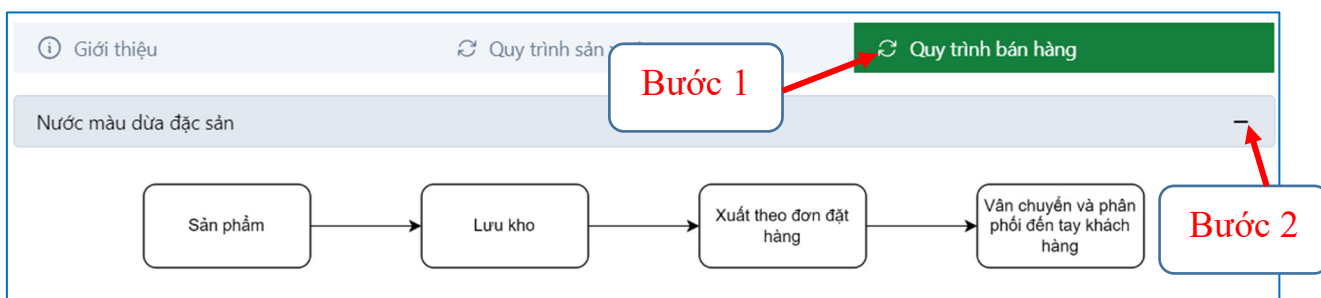 Giới thiệu
Quy trình sản
Quy trình bán hàng
Bước 1
Nước màu dừa đặc sản
Sản phẩm
Lưu kho
Xuất theo đơn đặt
hàng
Vân chuyển và phân
phối đến tay khách
hàng
Bước 2